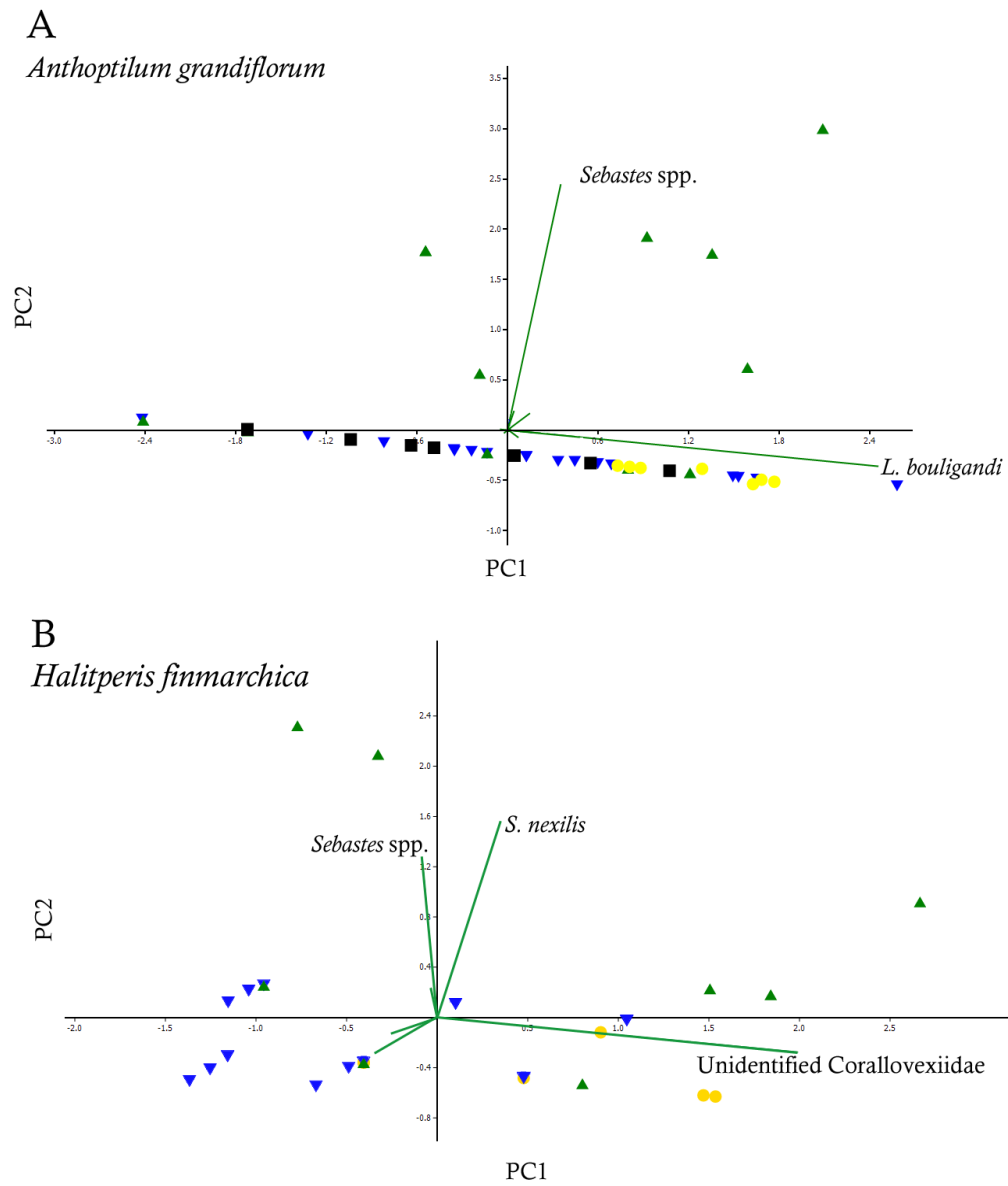 A
Anthoptilum grandiflorum
3.5
3.0
Sebastes spp.
2.5
2.0
1.5
PC2
1.0
0.5
-3.0 -2.4 -1.8 -0.6 0.6 1.2 1.8 2.4
L. bouligandi
-0.5
-1.0
PC1
B
Halitperis finmarchica
2.4
2.0
1.6
S. nexilis
Sebastes spp.
1.2
PC2
0.8
0.4
-2.0 -1.5 -1.0 -0.5 0.5 1.0 1.5 2.0 2.5
Unidentified Corallovexiidae
-0.4
-0.8
PC1